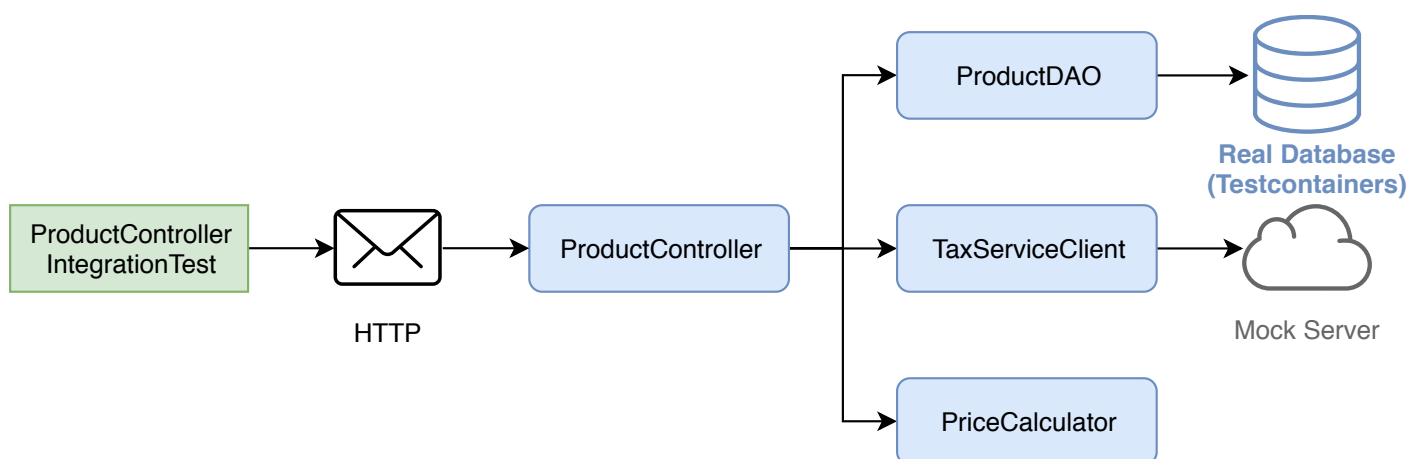 ProductDAO
Real Database
(Testcontainers)
ProductController
IntegrationTest
HTTP
ProductController
TaxServiceClient
Mock Server
PriceCalculator